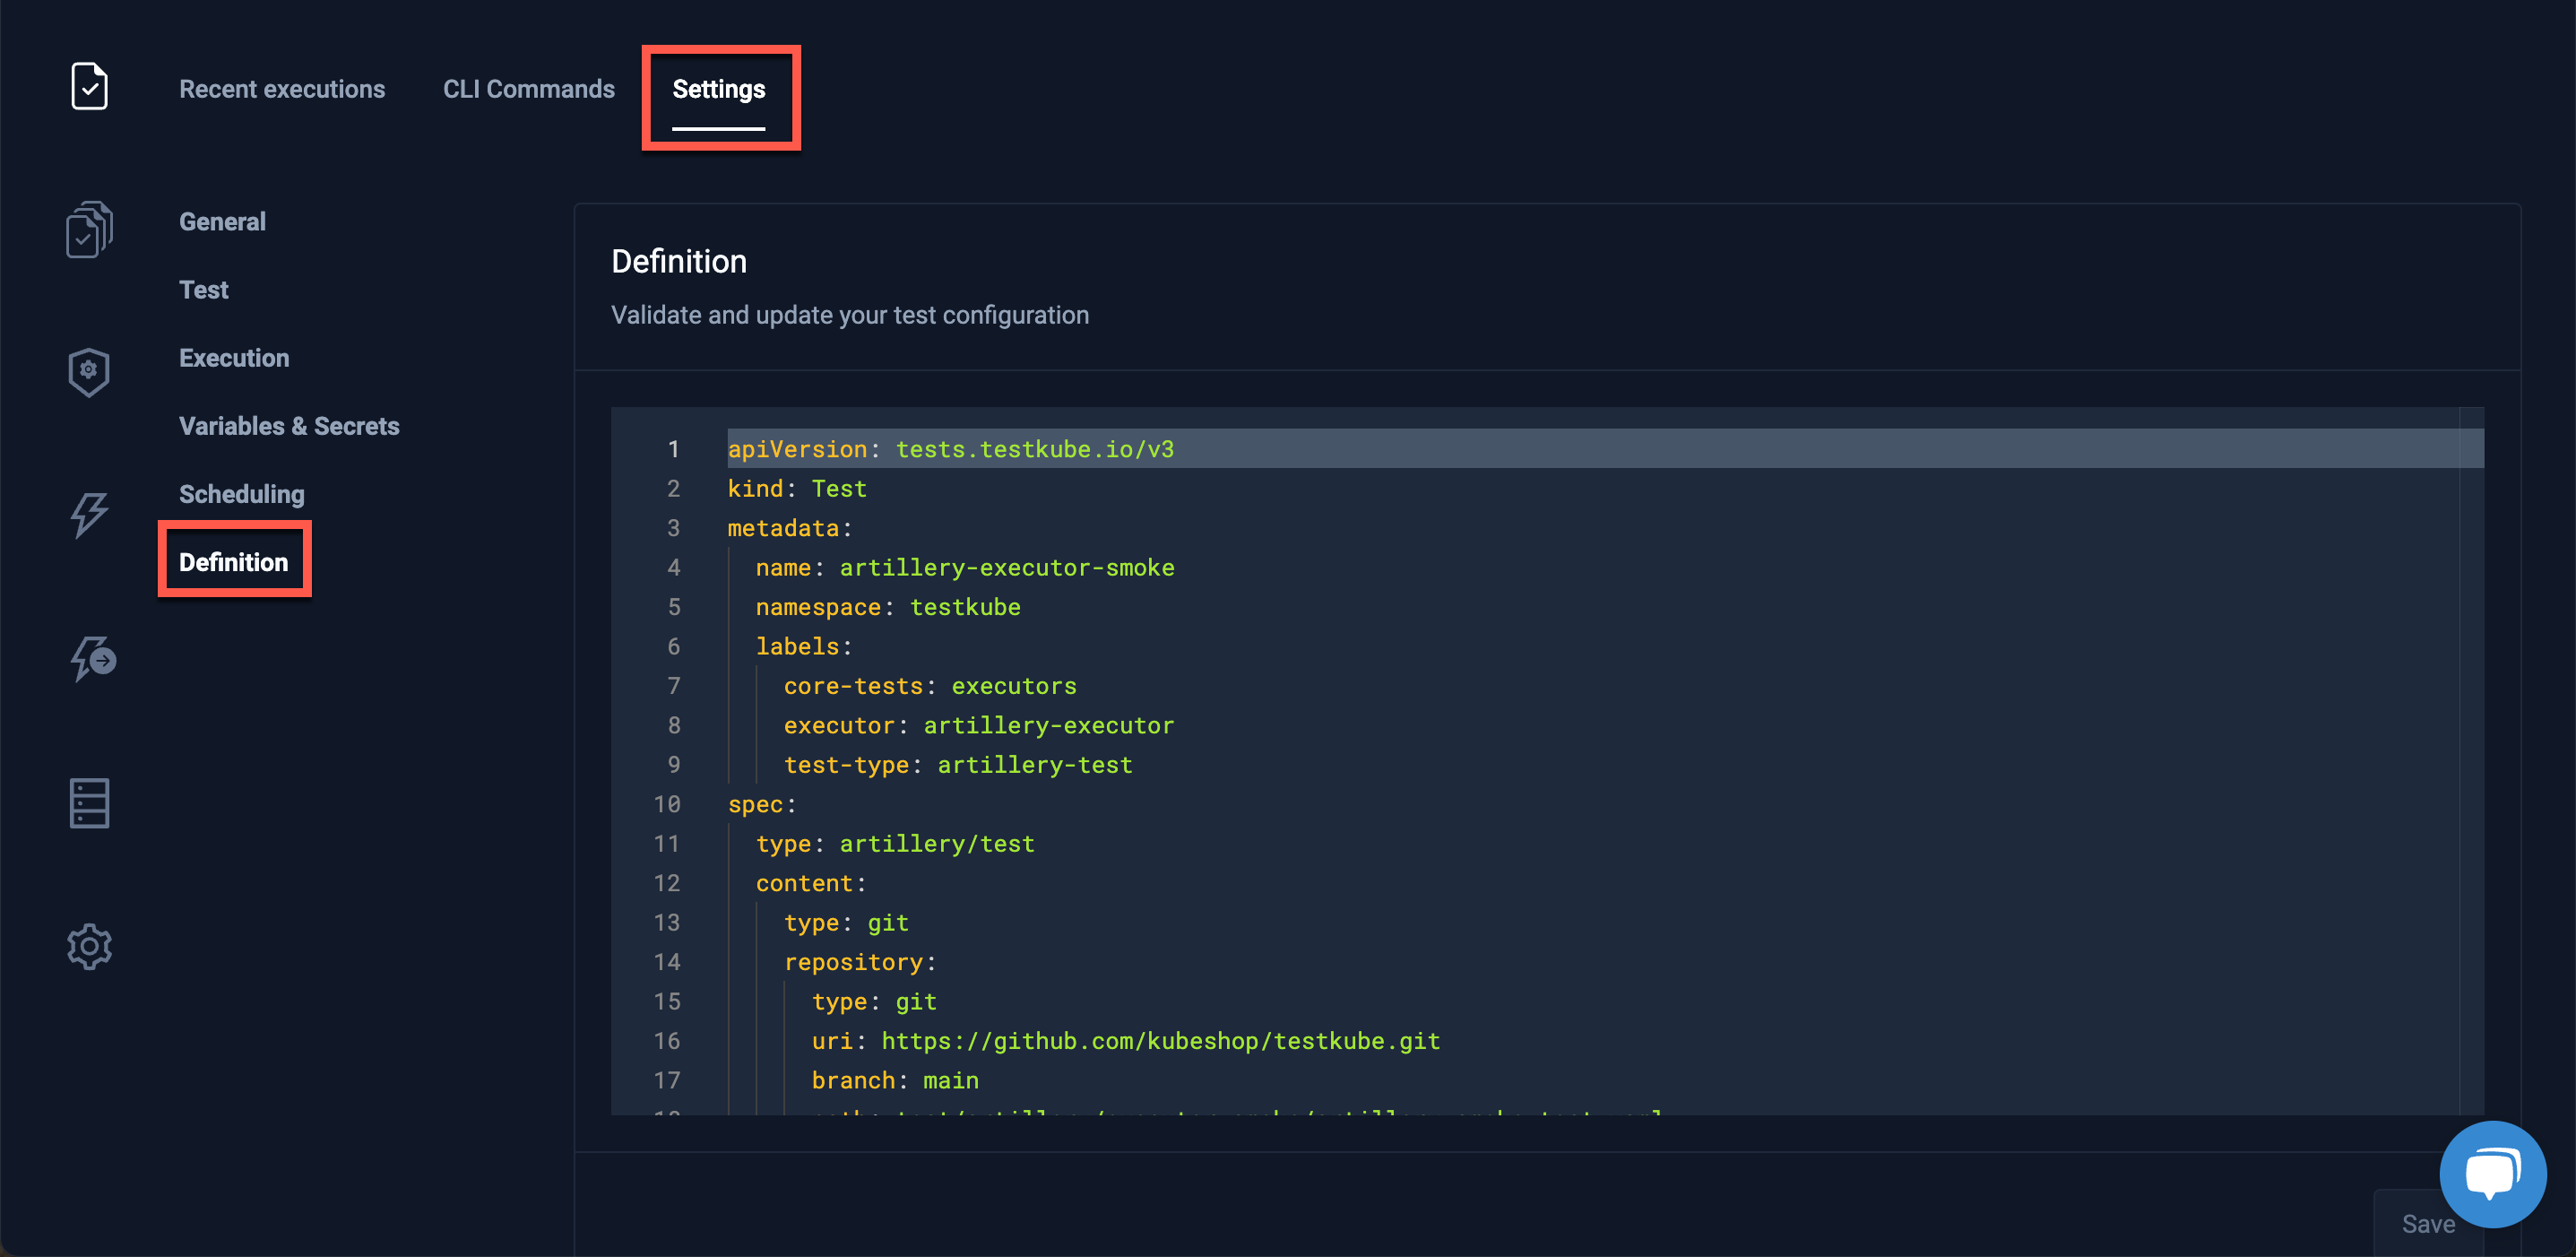 Recent executions
CLI Commands
Settings
General
Test
Execution
Variables & Secrets
Scheduling
Definition
Definition
Validate and update your test configuration
1 apiVersion: tests.testkube.io/v3
2 kind: Test
3 metadata:
4 name: artillery-executor-smoke
5 namespace: testkube
6 labels:
7 core-tests: executors
8 executor: artillery-executor
9 test-type: artillery-test
10 spec:
11 type: artillery/test
12 content:
13 type: git
14 repository:
15 type: git
16 uri: https://github.com/kubeshop/testkube.git
17 branch: main
Save